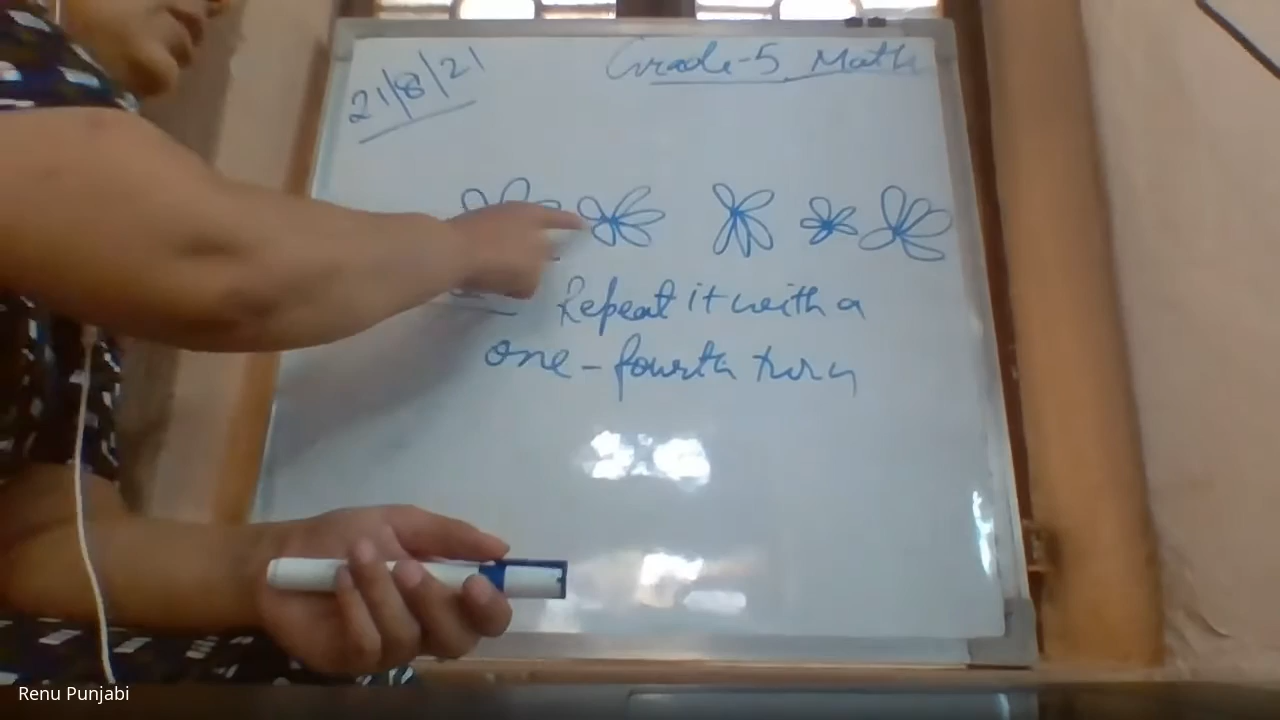 21/8/21
Grade-5 Math
Repeat it with a
one-fourth turn
Renu Punjabi